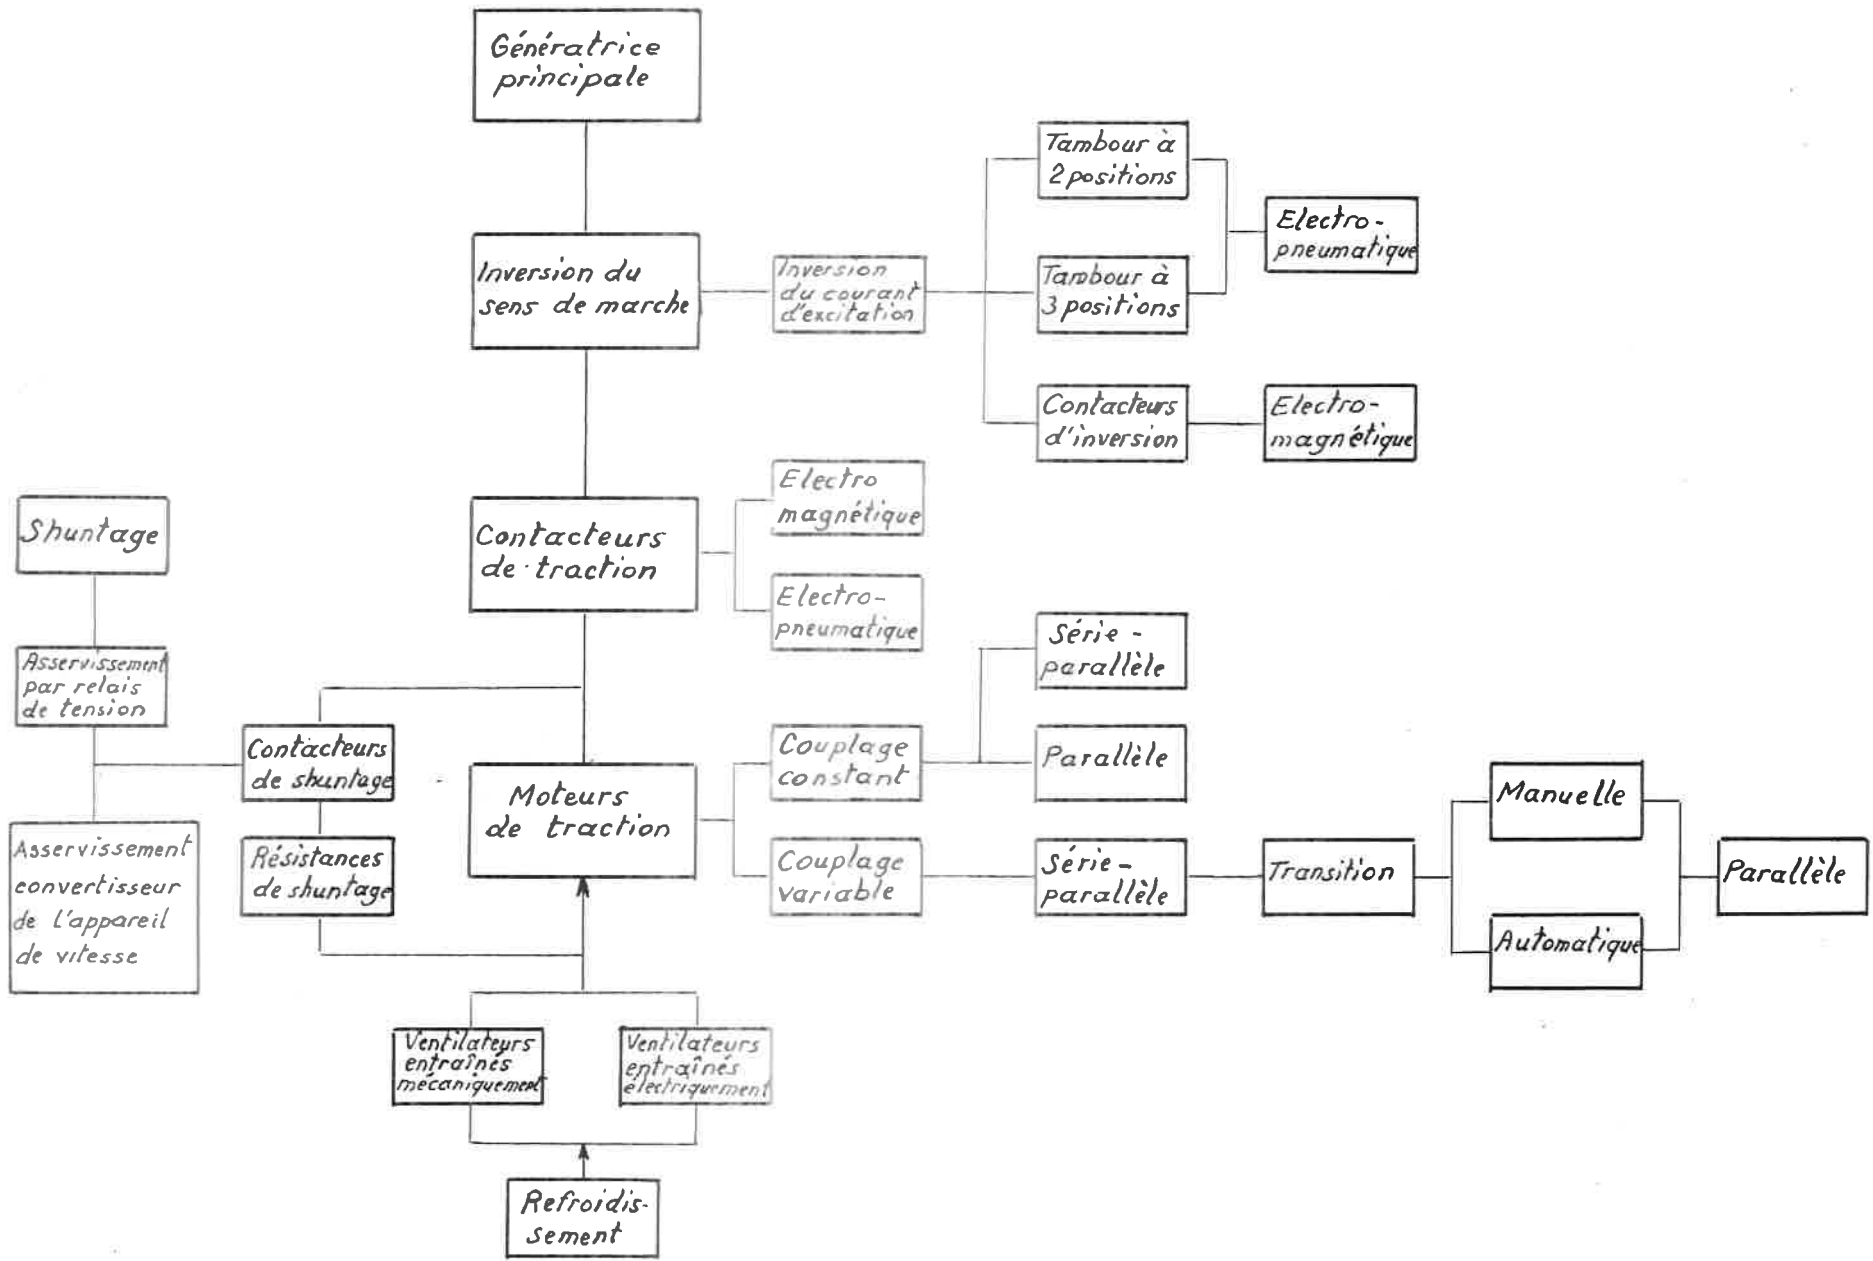 Génératrice
principale
Inversion du
sens de marche
Inversion
du courant
d'excitation
Tambour à
2 positions
Tambour à
3 positions
Electro-
pneumatique
Contacteurs
d'inversion
Electro-
magnétique
Contacteurs
de traction
Electro
magnétique
Electro-
pneumatique
Shuntage
Asservissement
par relais
de tension
Asservissement
convertisseur
de l'appareil
de vitesse
Contacteurs
de shuntage
Résistances
de shuntage
Moteurs
de traction
Couplage
constant
Série-
parallèle
Parallèle
Couplage
variable
Série-
parallèle
Transition
Manuelle
Automatique
Parallèle
Ventilateurs
entraînés
mécaniquement
Ventilateurs
entraînés
électriquement
Refroidis-
sement